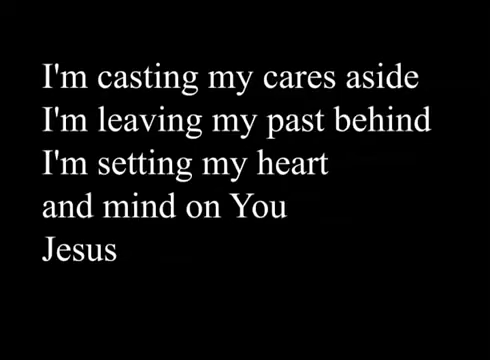 I'm casting my cares aside
I'm leaving my past behind
I'm setting my heart
and mind on You
Jesus